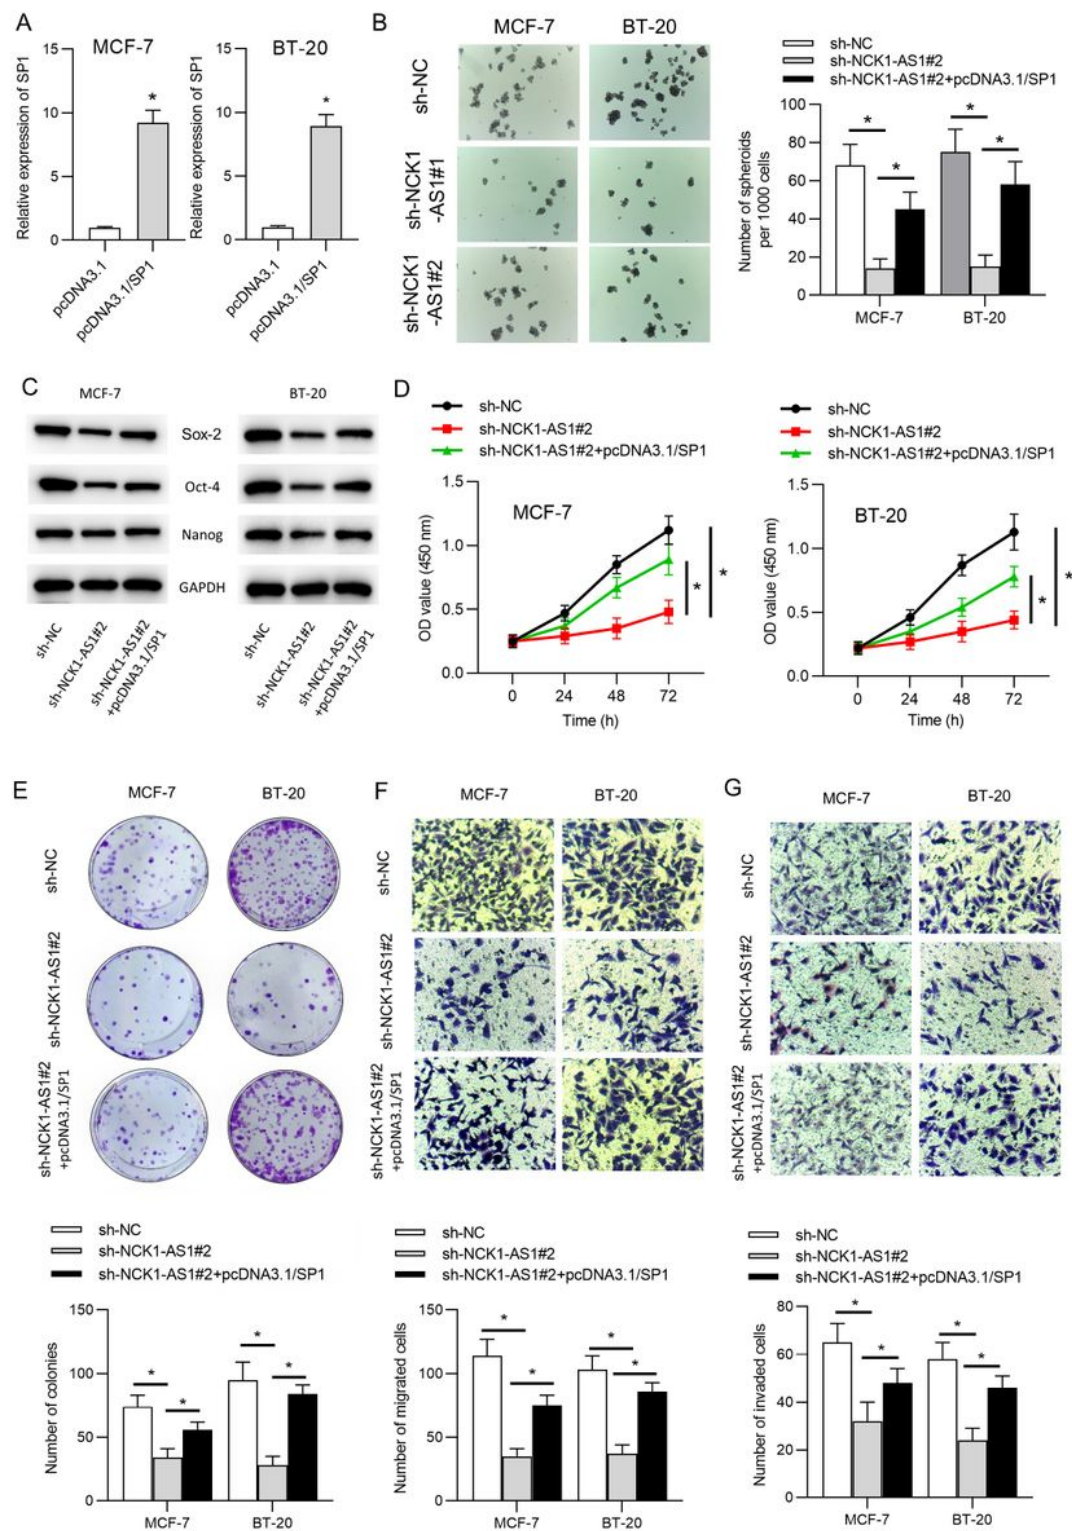 A
MCF-7
BT-20
Relative expression of SP1
15
10
5
0
*
pcDNA3.1
pcDNA3.1/SP1
Relative expression of SP1
15
10
5
0
*
pcDNA3.1
pcDNA3.1/SP1
B
MCF-7
BT-20
sh-NC
sh-NCK1
-AS1#1
sh-NCK1
-AS1#2
sh-NC
sh-NCK1-AS1#2
sh-NCK1-AS1#2+pcDNA3.1/SP1
Number of spheroids
per 1000 cells
100
80
60
40
20
0
* * * *
MCF-7
BT-20
C
MCF-7
BT-20
Sox-2
Oct-4
Nanog
GAPDH
sh-NC
sh-NCK1-AS1#2
sh-NCK1-AS1#2
+pcDNA3.1/SP1
sh-NC
sh-NCK1-AS1#2
sh-NCK1-AS1#2
+pcDNA3.1/SP1
D
sh-NC
sh-NCK1-AS1#2
sh-NCK1-AS1#2+pcDNA3.1/SP1
MCF-7
OD value (450 nm)
1.5
1.0
0.5
0.0
* *
0 24 48 72
Time (h)
sh-NC
sh-NCK1-AS1#2
sh-NCK1-AS1#2+pcDNA3.1/SP1
BT-20
OD value (450 nm)
1.5
1.0
0.5
0.0
* *
0 24 48 72
Time (h)
E
MCF-7
BT-20
sh-NC
sh-NCK1-AS1#2
sh-NCK1-AS1#2
+pcDNA3.1/SP1
sh-NC
sh-NCK1-AS1#2
sh-NCK1-AS1#2+pcDNA3.1/SP1
Number of colonies
150
100
50
0
* * * *
MCF-7
BT-20
F
MCF-7
BT-20
sh-NC
sh-NCK1-AS1#2
sh-NCK1-AS1#2
+pcDNA3.1/SP1
sh-NC
sh-NCK1-AS1#2
sh-NCK1-AS1#2+pcDNA3.1/SP1
Number of migrated cells
150
100
50
0
* * * *
MCF-7
BT-20
G
MCF-7
BT-20
sh-NC
sh-NCK1-AS1#2
sh-NCK1-AS1#2
+pcDNA3.1/SP1
sh-NC
sh-NCK1-AS1#2
sh-NCK1-AS1#2+pcDNA3.1/SP1
Number of invaded cells
80
60
40
20
0
* * * *
MCF-7
BT-20